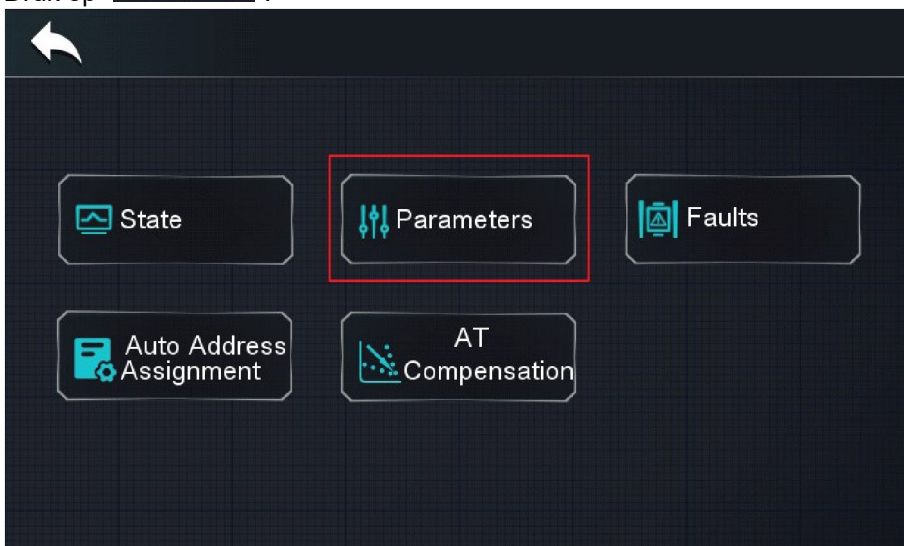 State
Parameters
Faults
Auto Address
Assignment
AT
Compensation